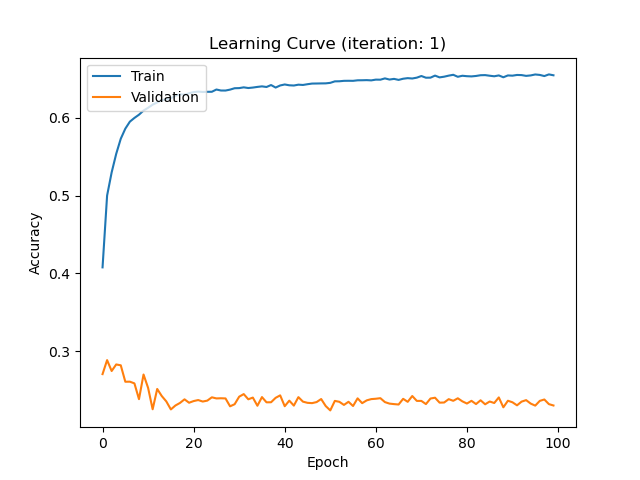 Learning Curve (iteration: 1)
Train
Validation
Accuracy
0.6
0.5
0.4
0.3
0 20 40 60 80 100
Epoch